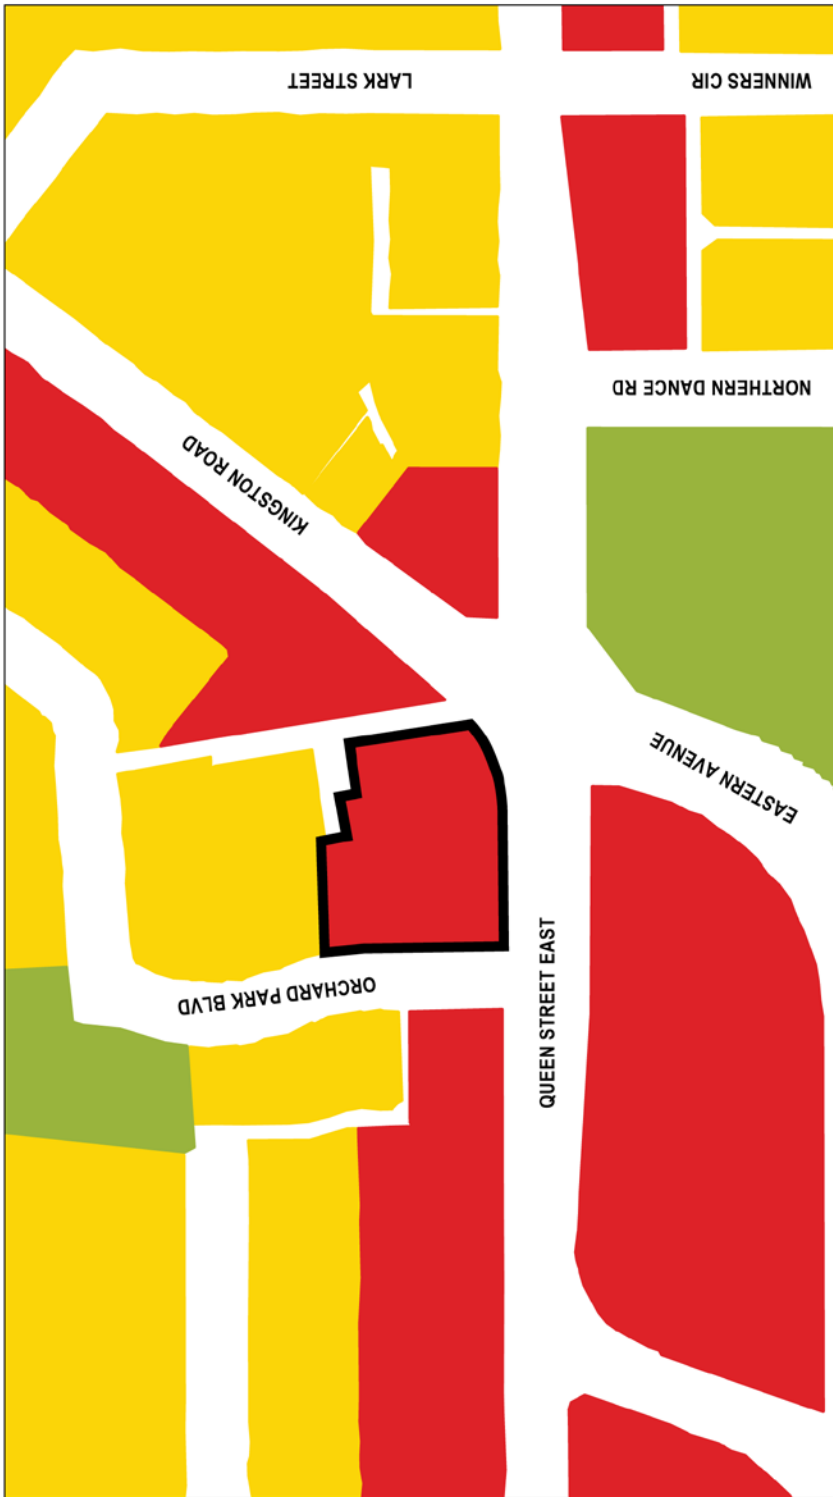 LARK STREET
WINNERS CIR
NORTHERN DANCE RD
KINGSTON ROAD
EASTERN AVENUE
QUEEN STREET EAST
ORCHARD PARK BLVD